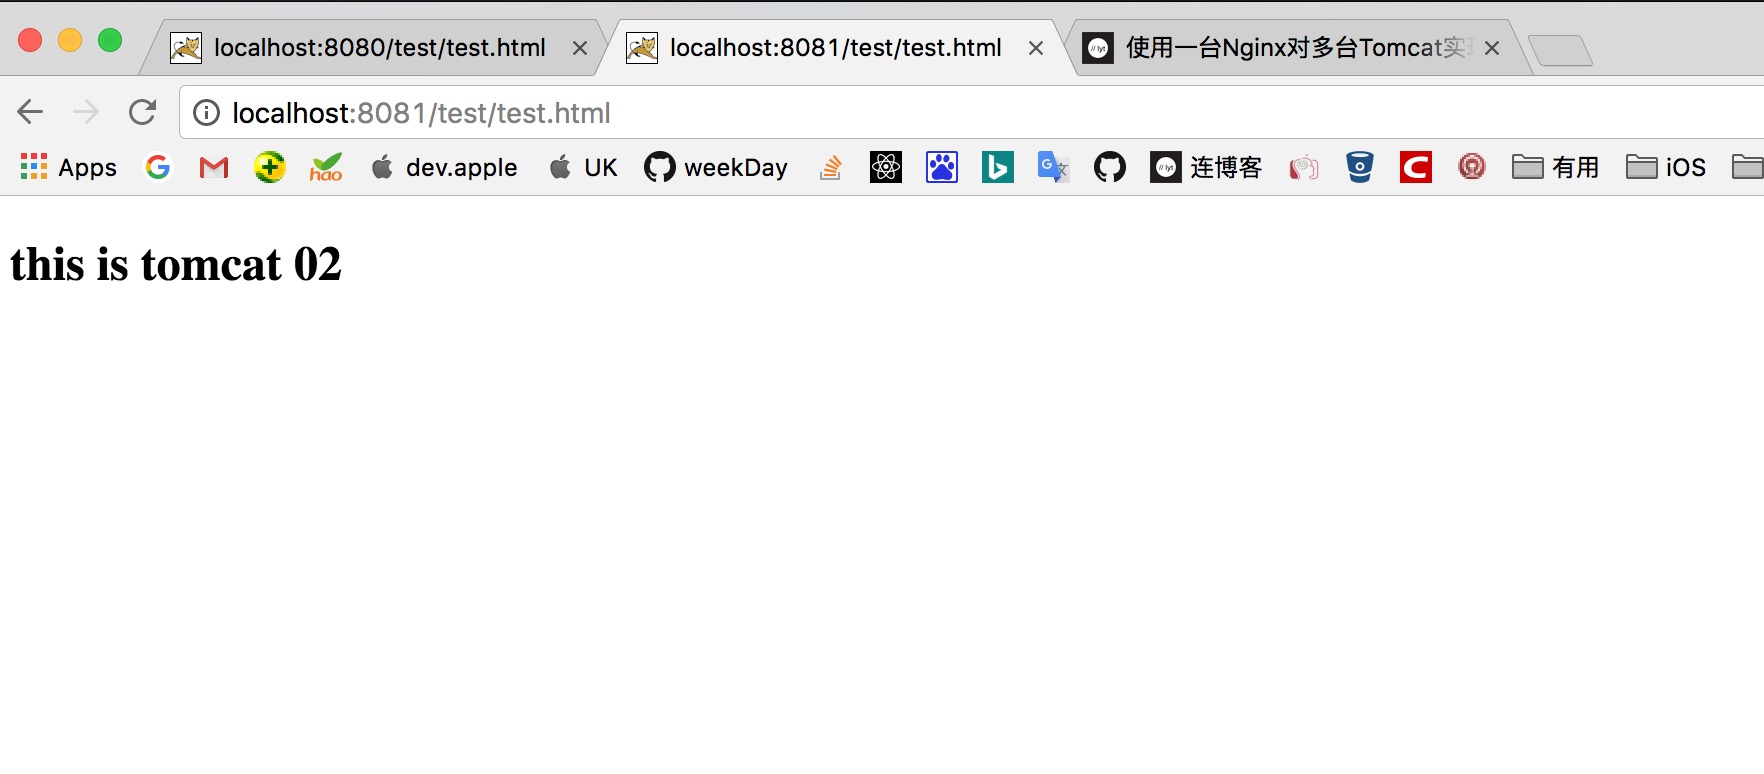 localhost:8080/test/test.html
localhost:8081/test/test.html
使用一台Nginx对多台Tomcat实
localhost:8081/test/test.html
Apps
hao
dev.apple
UK
weekDay
// lyt
连博客
有用
iOS
this is tomcat 02